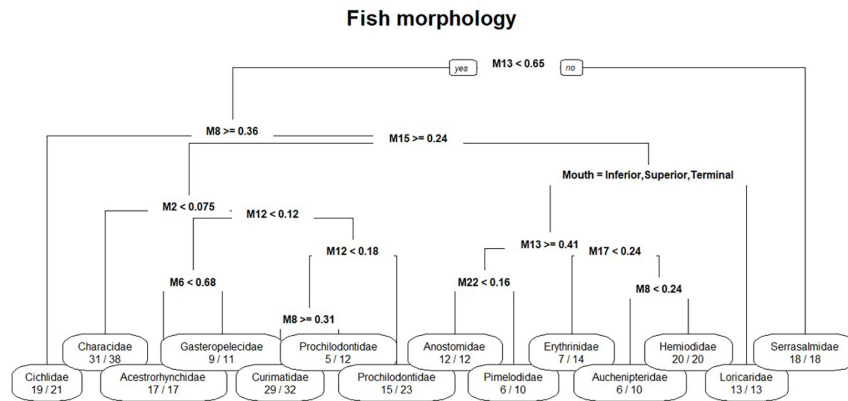 Fish morphology
yes
M13 < 0.65
no
M8 >= 0.36
M15 >= 0.24
Mouth = Inferior,Superior,Terminal
M2 < 0.075
M12 < 0.12
M12 < 0.18
M13 >= 0.41
M17 < 0.24
M6 < 0.68
M22 < 0.16
M8 < 0.24
M8 >= 0.31
Characidae
31 / 38
Gasteropelecidae
9 / 11
Prochilodontidae
5 / 12
Anostomidae
12 / 12
Erythrinidae
7 / 14
Hemiodidae
20 / 20
Serrasalmidae
18 / 18
Cichlidae
19 / 21
Acestrorhynchidae
17 / 17
Curimatidae
29 / 32
Prochilodontidae
15 / 23
Pimelodidae
6 / 10
Auchenipteridae
6 / 10
Loricaridae
13 / 13